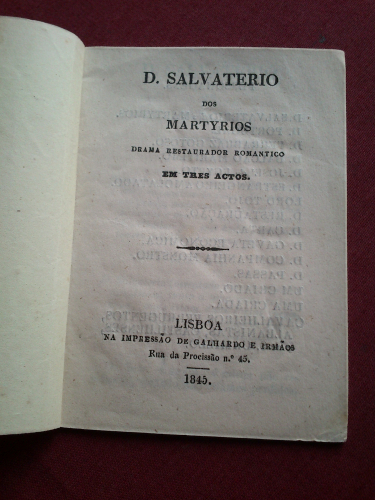 D. SALVATERIO
DOS
MARTYRIOS
DRAMA RESTAURADOR ROMANTICO
EM TRES ACTOS.
LISBOA
NA IMPRESSÃO DE GALHARDO E IRMÃOS
Rua da Procissão n.º 45.
1845.